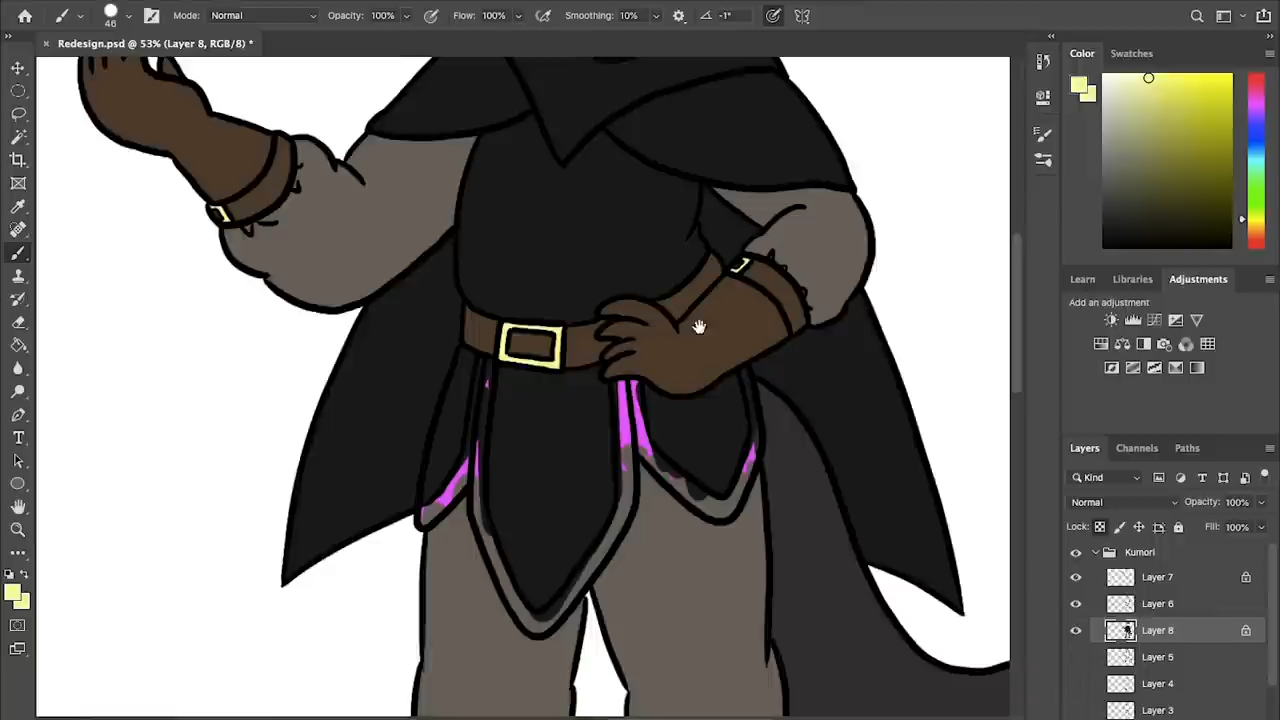 46
Mode: Normal
Opacity: 100%
Flow: 100%
Smoothing: 10%
-1°
× Redesign.psd @ 53% (Layer 8, RGB/8) *
Color Swatches
Learn Libraries Adjustments
Add an adjustment
Layers Channels Paths
Kind
Normal Opacity: 100%
Lock: Fill: 100%
Kumori
Layer 7
Layer 6
Layer 8
Layer 5
Layer 4
Layer 3